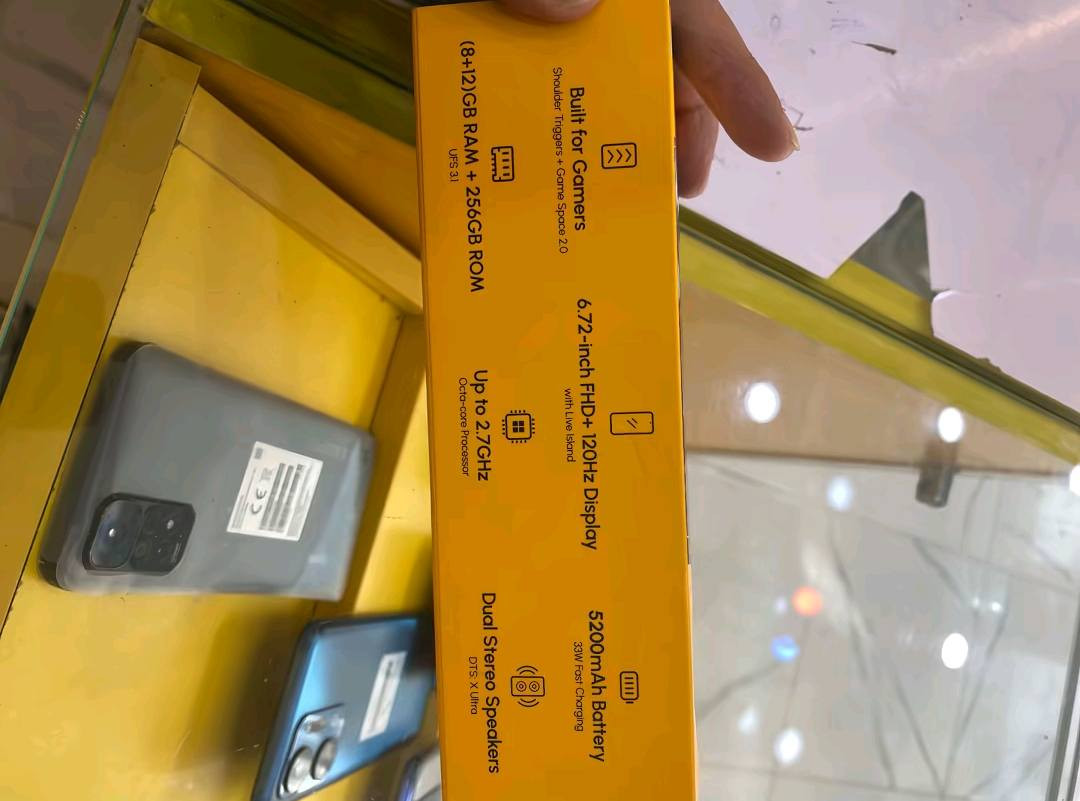 Built for Gamers
Shoulder Triggers + Game Space 2.0
6.72-inch FHD+ 120Hz Display
with Live Island
5200mAh Battery
33W Fast Charging
(8+12)GB RAM + 256GB ROM
UFS 3.1
Up to 2.7GHz
Octa-core Processor
Dual Stereo Speakers
DTS: X Ultra
CE